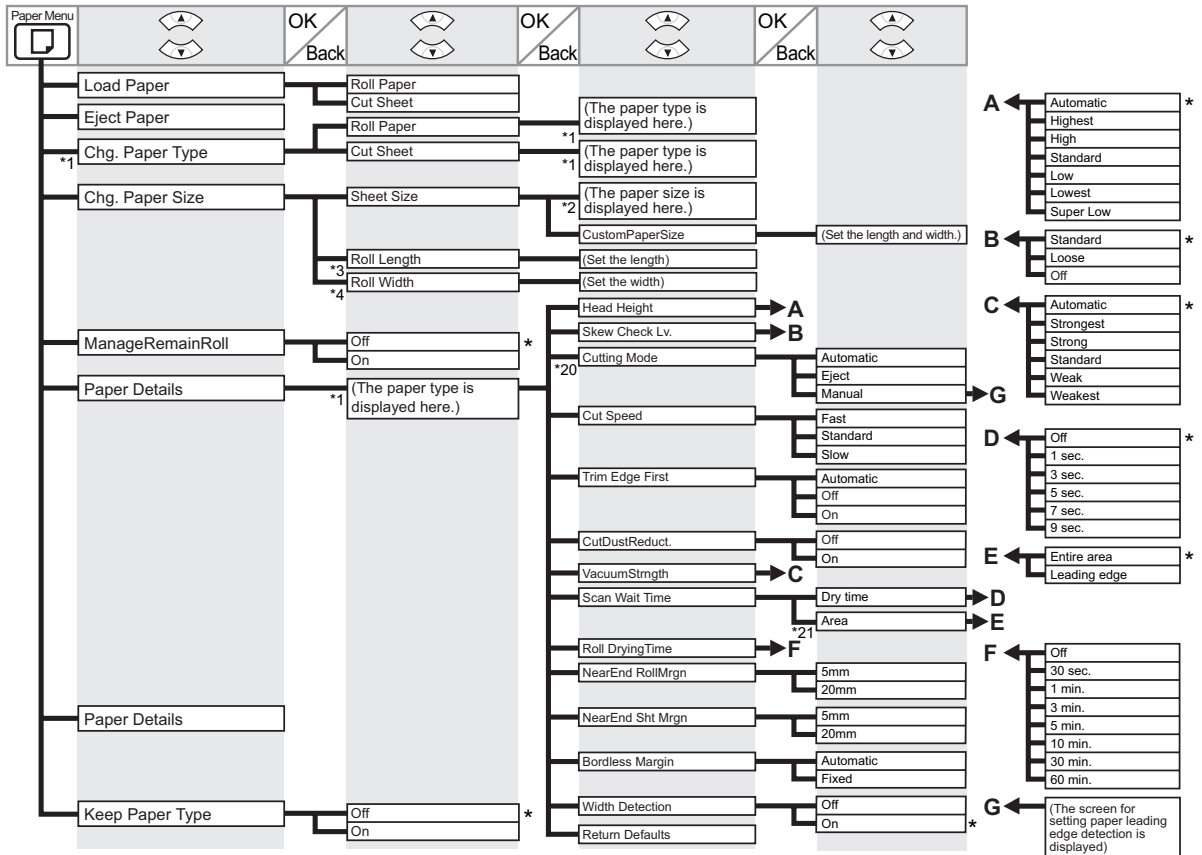 Paper Menu
OK
Back
OK
Back
OK
Back
Load Paper
Roll Paper
Cut Sheet
Eject Paper
*1
Chg. Paper Type
Roll Paper
*1
(The paper type is
displayed here.)
Cut Sheet
*1
(The paper type is
displayed here.)
Chg. Paper Size
Sheet Size
*2
(The paper size is
displayed here.)
CustomPaperSize
(Set the length and width.)
*3
Roll Length
(Set the length)
*4
Roll Width
(Set the width)
ManageRemainRoll
Off
*
On
Paper Details
*1
(The paper type is
displayed here.)
Head Height
A
Skew Check Lv.
B
*20
Cutting Mode
Automatic
Eject
Manual
G
Cut Speed
Fast
Standard
Slow
Trim Edge First
Automatic
Off
On
CutDustReduct.
Off
On
VacuumStrngth
C
Scan Wait Time
Dry time
D
*21
Area
E
Roll DryingTime
F
NearEnd RollMrgn
5mm
20mm
NearEnd Sht Mrgn
5mm
20mm
Bordless Margin
Automatic
Fixed
Width Detection
Off
On
*
Return Defaults
Paper Details
Keep Paper Type
Off
*
On
A
Automatic
*
Highest
High
Standard
Low
Lowest
Super Low
B
Standard
*
Loose
Off
C
Automatic
*
Strongest
Strong
Standard
Weak
Weakest
D
Off
*
1 sec.
3 sec.
5 sec.
7 sec.
9 sec.
E
Entire area
*
Leading edge
F
Off
30 sec.
1 min.
3 min.
5 min.
10 min.
30 min.
60 min.
G
(The screen for
setting paper leading
edge detection is
displayed)